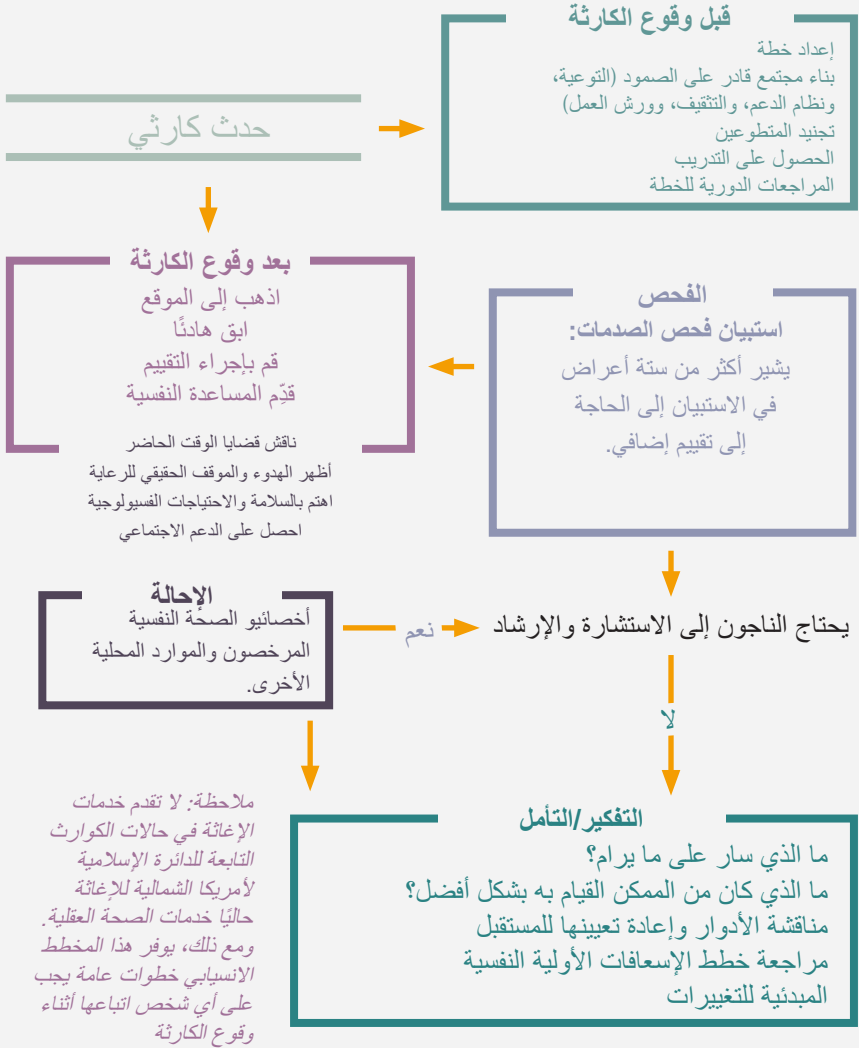 قبل وقوع الكارثة
إعداد خطة
بناء مجتمع قادر على الصمود (التوعية،
ونظام الدعم، والتثقيف، وورش العمل)
تجنيد المتطوعين
الحصول على التدريب
المراجعات الدورية للخطة
حدث كارثي
بعد وقوع الكارثة
اذهب إلى الموقع
ابق هادئًا
قم بإجراء التقييم
قدِّم المساعدة النفسية
ناقش قضايا الوقت الحاضر
أظهر الهدوء والموقف الحقيقي للرعاية
اهتم بالسلامة والاحتياجات الفسيولوجية
احصل على الدعم الاجتماعي
الفحص
استبيان فحص الصدمات:
يشير أكثر من ستة أعراض
في الاستبيان إلى الحاجة
إلى تقييم إضافي.
يحتاج الناجون إلى الاستشارة والإرشاد
نعم
الإحالة
أخصائيو الصحة النفسية
المرخصون والموارد المحلية
الأخرى.
لا
التفكير/التأمل
ما الذي سار على ما يرام؟
ما الذي كان من الممكن القيام به بشكل أفضل؟
مناقشة الأدوار وإعادة تعيينها للمستقبل
مراجعة خطط الإسعافات الأولية النفسية
المبدئية للتغييرات
ملاحظة: لا تقدم خدمات
الإغاثة في حالات الكوارث
التابعة للدائرة الإسلامية
لأمريكا الشمالية للإغاثة
حاليًا خدمات الصحة العقلية.
ومع ذلك، يوفر هذا المخطط
الانسيابي خطوات عامة يجب
على أي شخص اتباعها أثناء
وقوع الكارثة